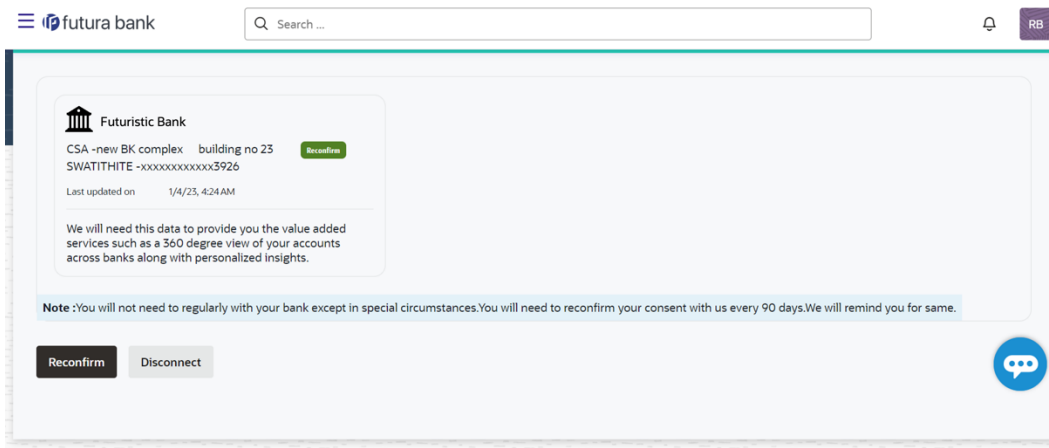 futura bank
Search ...
RB
Futuristic Bank
CSA -new BK complex building no 23
Reconfirm
SWATITHITE -xxxxxxxxxxxx3926
Last updated on 1/4/23, 4:24 AM
We will need this data to provide you the value added
services such as a 360 degree view of your accounts
across banks along with personalized insights.
Note :You will not need to regularly with your bank except in special circumstances.You will need to reconfirm your consent with us every 90 days.We will remind you for same.
Reconfirm Disconnect